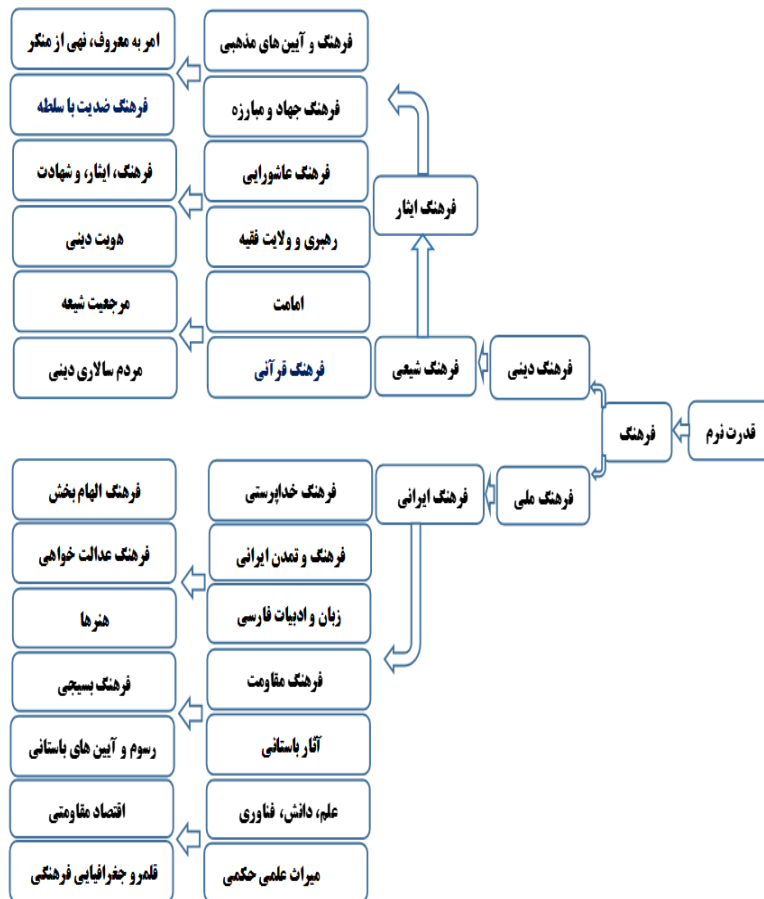 قدرت نرم
فرهنگ
فرهنگ دینی
فرهنگ شیعی
فرهنگ ایثار
فرهنگ و آیین های مذهبی
فرهنگ جهاد و مبارزه
فرهنگ عاشورایی
رهبری و ولایت فقیه
امامت
فرهنگ قرآنی
امر به معروف، نهی از منکر
فرهنگ ضدیت با سلطه
فرهنگ، ایثار، و شهادت
هویت دینی
مرجعیت شیعه
مردم سالاری دینی
فرهنگ ملی
فرهنگ ایرانی
فرهنگ خداپرستی
فرهنگ و تمدن ایرانی
زبان و ادبیات فارسی
فرهنگ مقاومت
آثار باستانی
علم، دانش، فناوری
میراث علمی حکمی
فرهنگ الهام بخش
فرهنگ عدالت خواهی
هنرها
فرهنگ بسیجی
رسوم و آیین های باستانی
اقتصاد مقاومتی
قلمرو جغرافیایی فرهنگی